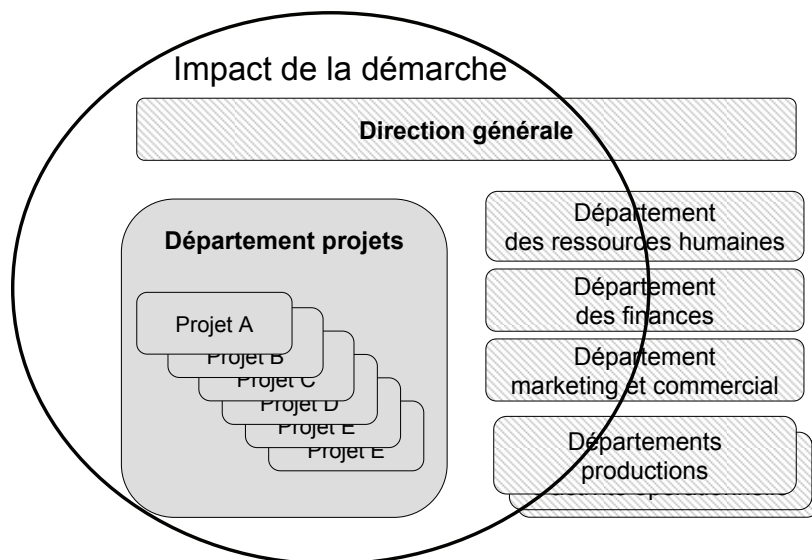 Impact de la démarche
Direction générale
Département projets
Projet A
Projet B
Projet C
Projet D
Projet E
Projet E
Département
des ressources humaines
Département
des finances
Département
marketing et commercial
Départements
productions